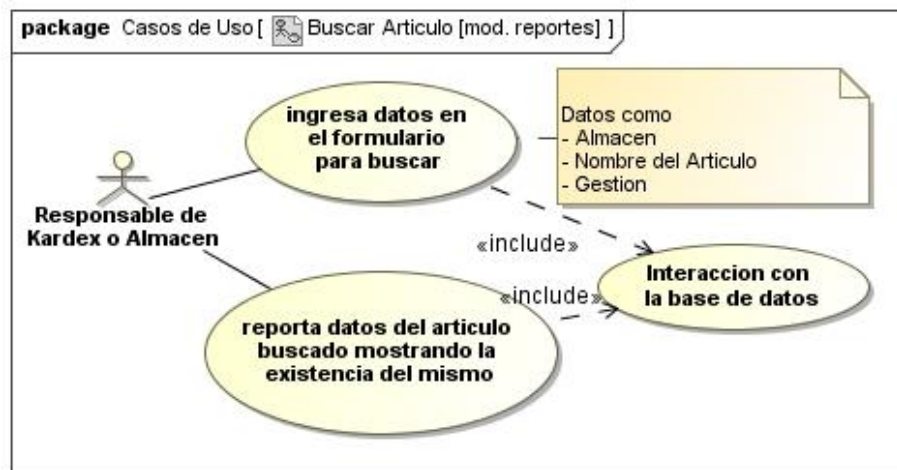 package Casos de Uso [ Buscar Articulo [mod. reportes] ]
ingresa datos en
el formulario
para buscar
Datos como
- Almacen
- Nombre del Articulo
- Gestion
Responsable de
Kardex o Almacen
«include»
Interaccion con
la base de datos
«include»
reporta datos del articulo
buscado mostrando la
existencia del mismo